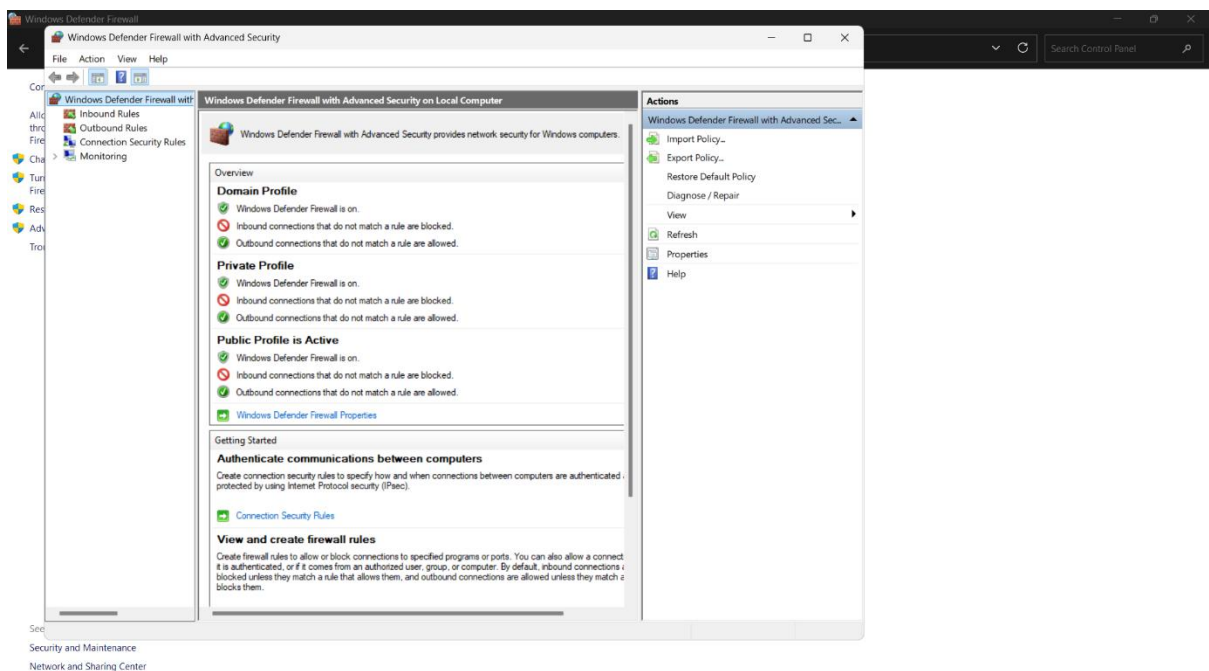 Windows Defender Firewall
Search Control Panel
Windows Defender Firewall with Advanced Security
File Action View Help
Windows Defender Firewall with
Inbound Rules
Outbound Rules
Connection Security Rules
Monitoring
Windows Defender Firewall with Advanced Security on Local Computer
Windows Defender Firewall with Advanced Security provides network security for Windows computers.
Overview
Domain Profile
Windows Defender Firewall is on.
Inbound connections that do not match a rule are blocked.
Outbound connections that do not match a rule are allowed.
Private Profile
Windows Defender Firewall is on.
Inbound connections that do not match a rule are blocked.
Outbound connections that do not match a rule are allowed.
Public Profile is Active
Windows Defender Firewall is on.
Inbound connections that do not match a rule are blocked.
Outbound connections that do not match a rule are allowed.
Windows Defender Firewall Properties
Getting Started
Authenticate communications between computers
Create connection security rules to specify how and when connections between computers are authenticated
protected by using Internet Protocol security (IPsec).
Connection Security Rules
View and create firewall rules
Create firewall rules to allow or block connections to specified programs or ports. You can also allow a connect
it is authenticated, or if it comes from an authorized user, group, or computer. By default, inbound connections
blocked unless they match a rule that allows them, and outbound connections are allowed unless they match a
blocks them.
Actions
Windows Defender Firewall with Advanced Sec...
Import Policy...
Export Policy...
Restore Default Policy
Diagnose / Repair
View
Refresh
Properties
Help
See
Security and Maintenance
Network and Sharing Center